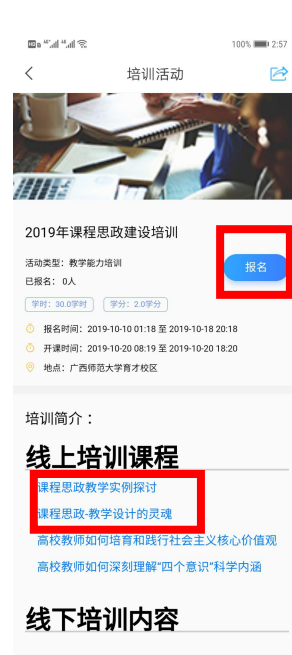 100% 2:57
培训活动
2019年课程思政建设培训
活动类型：教学能力培训
报名
已报名：0人
学时：30.0学时 学分：2.0学分
报名时间：2019-10-10 01:18 至 2019-10-18 20:18
开课时间：2019-10-20 08:19 至 2019-10-20 18:20
地点：广西师范大学育才校区
培训简介：
线上培训课程
课程思政教学实例探讨
课程思政-教学设计的灵魂
高校教师如何培育和践行社会主义核心价值观
高校教师如何深刻理解“四个意识”科学内涵
线下培训内容